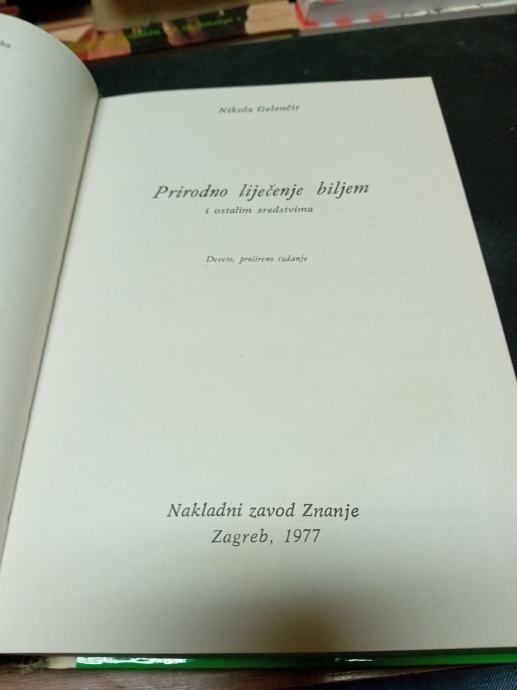 Nikola Gelenčir
Prirodno liječenje biljem
i ostalim sredstvima
Deveto, prošireno izdanje
Nakladni zavod Znanje
Zagreb, 1977